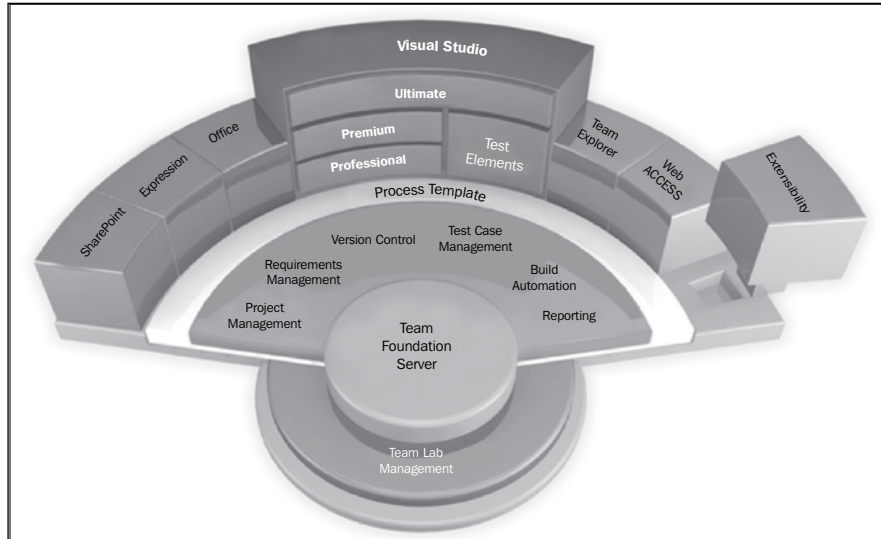 Visual Studio
Ultimate
Premium
Professional
Test
Elements
Office
Expression
SharePoint
Team
Explorer
Web
ACCESS
Extensibility
Process Template
Version Control
Test Case
Management
Requirements
Management
Build
Automation
Project
Management
Reporting
Team
Foundation
Server
Team Lab
Management